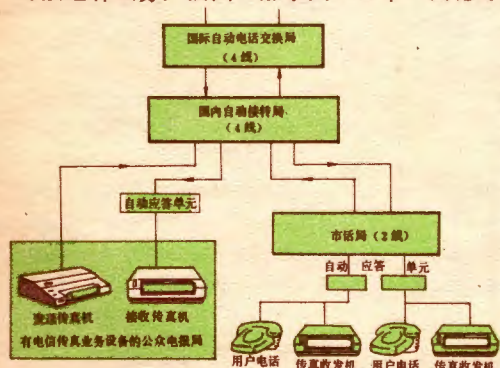 国际自动电话交换局
(4线)
国内自动接转局
(4线)
自动应答单元
市话局(2线)
自动 应答 单元
发送传真机 接收传真机
有电信传真业务设备的公众电报局
用户电话 传真收发机 用户电话 传真收发机